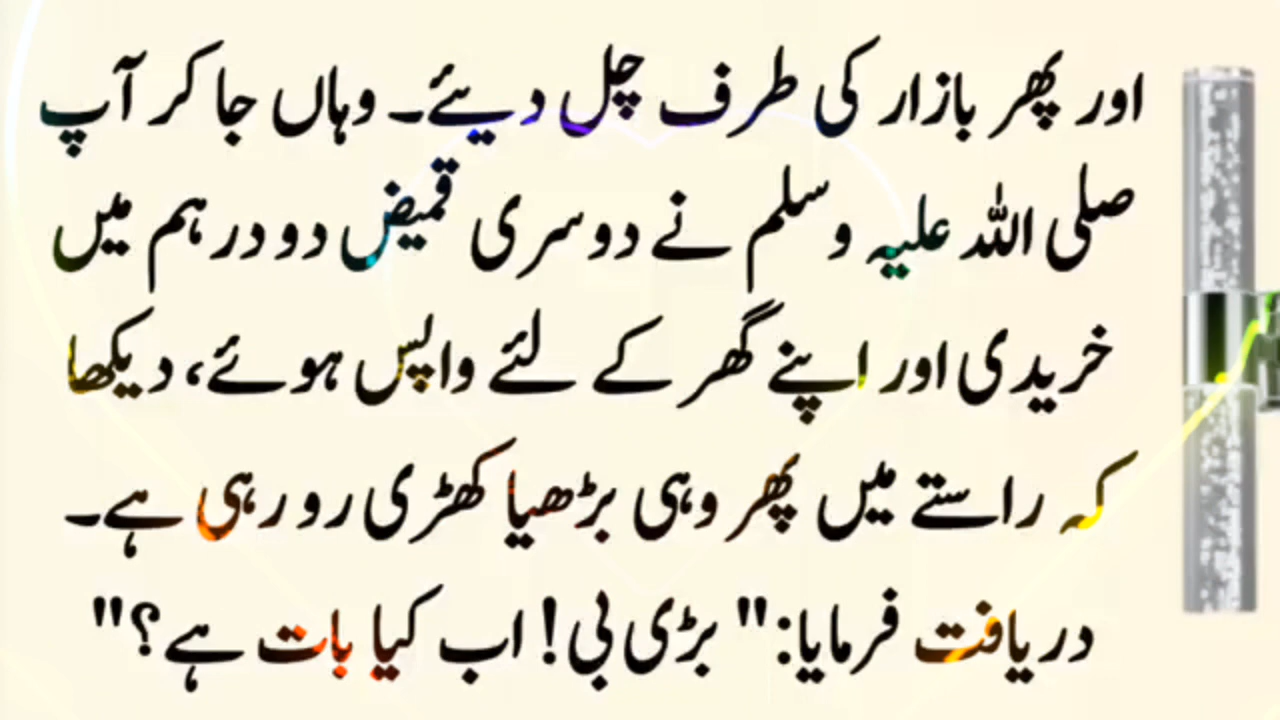 اور پھر بازار کی طرف چل دیئے۔ وہاں جا کر آپ
صلی اللہ علیہ وسلم نے دوسری قمیض دو درہم میں
خریدی اور اپنے گھر کے لئے واپس ہوئے، دیکھا
کہ راستے میں پھر وہی بڑھیا کھڑی رو رہی ہے۔
دریافت فرمایا: "بڑی بی! اب کیا بات ہے؟"